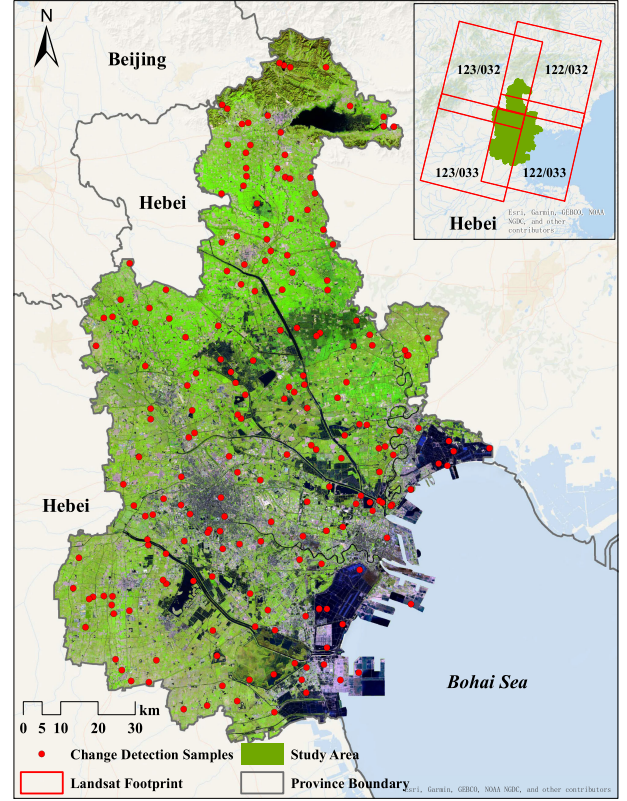 N
Beijing
Hebei
Hebei
Bohai Sea
123/032
122/032
123/033
122/033
Hebei
Esri, Garmin, GEBCO, NOAA
NGDC, and other
contributors
km
0 5 10 20 30
Change Detection Samples
Study Area
Landsat Footprint
Province Boundary
Esri, Garmin, GEBCO, NOAA NGDC, and other contributors